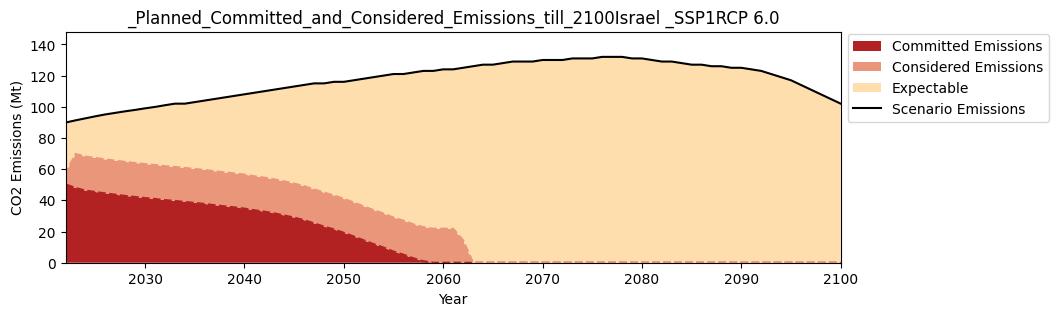 _Planned_Committed_and_Considered_Emissions_till_2100Israel _SSP1RCP 6.0
CO2 Emissions (Mt)
140
120
100
80
60
40
20
0
2030 2040 2050 2060 2070 2080 2090 2100
Year
Committed Emissions
Considered Emissions
Expectable
Scenario Emissions